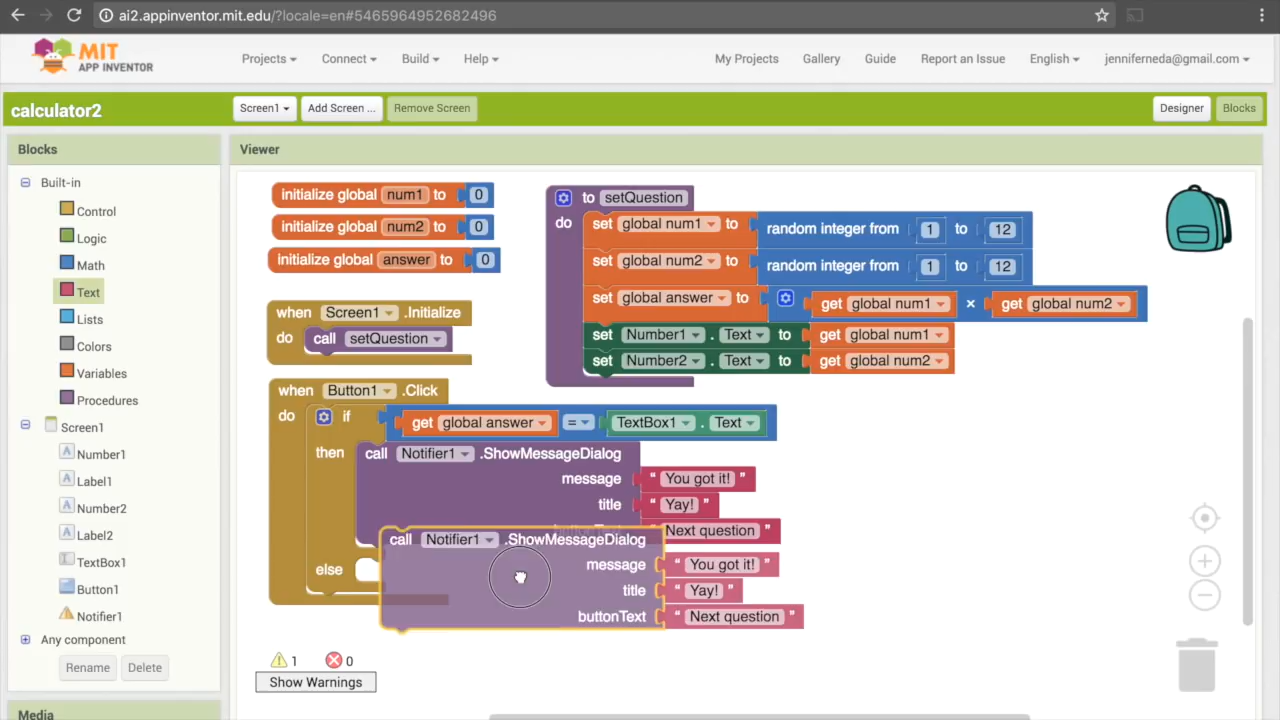 ai2.appinventor.mit.edu/?locale=en#5465964952682496
MIT
APP INVENTOR
Projects Connect Build Help My Projects Gallery Guide Report an Issue English jenniferneda@gmail.com
calculator2 Screen1 Add Screen ... Remove Screen Designer Blocks
Blocks
Viewer
Built-in
Control
Logic
Math
Text
Lists
Colors
Variables
Procedures
Screen1
Number1
Label1
Number2
Label2
TextBox1
Button1
Notifier1
Any component
Rename Delete
Media
initialize global num1 to 0
initialize global num2 to 0
initialize global answer to 0
when Screen1 .Initialize
do call setQuestion
to setQuestion
do set global num1 to random integer from 1 to 12
set global num2 to random integer from 1 to 12
set global answer to get global num1 × get global num2
set Number1 . Text to get global num1
set Number2 . Text to get global num2
when Button1 .Click
do if get global answer = TextBox1 . Text
then call Notifier1 .ShowMessageDialog
message “ You got it! ”
title “ Yay! ”
Next question ”
else
call Notifier1 .ShowMessageDialog
message “ You got it! ”
title “ Yay! ”
buttonText “ Next question ”
1 0
Show Warnings